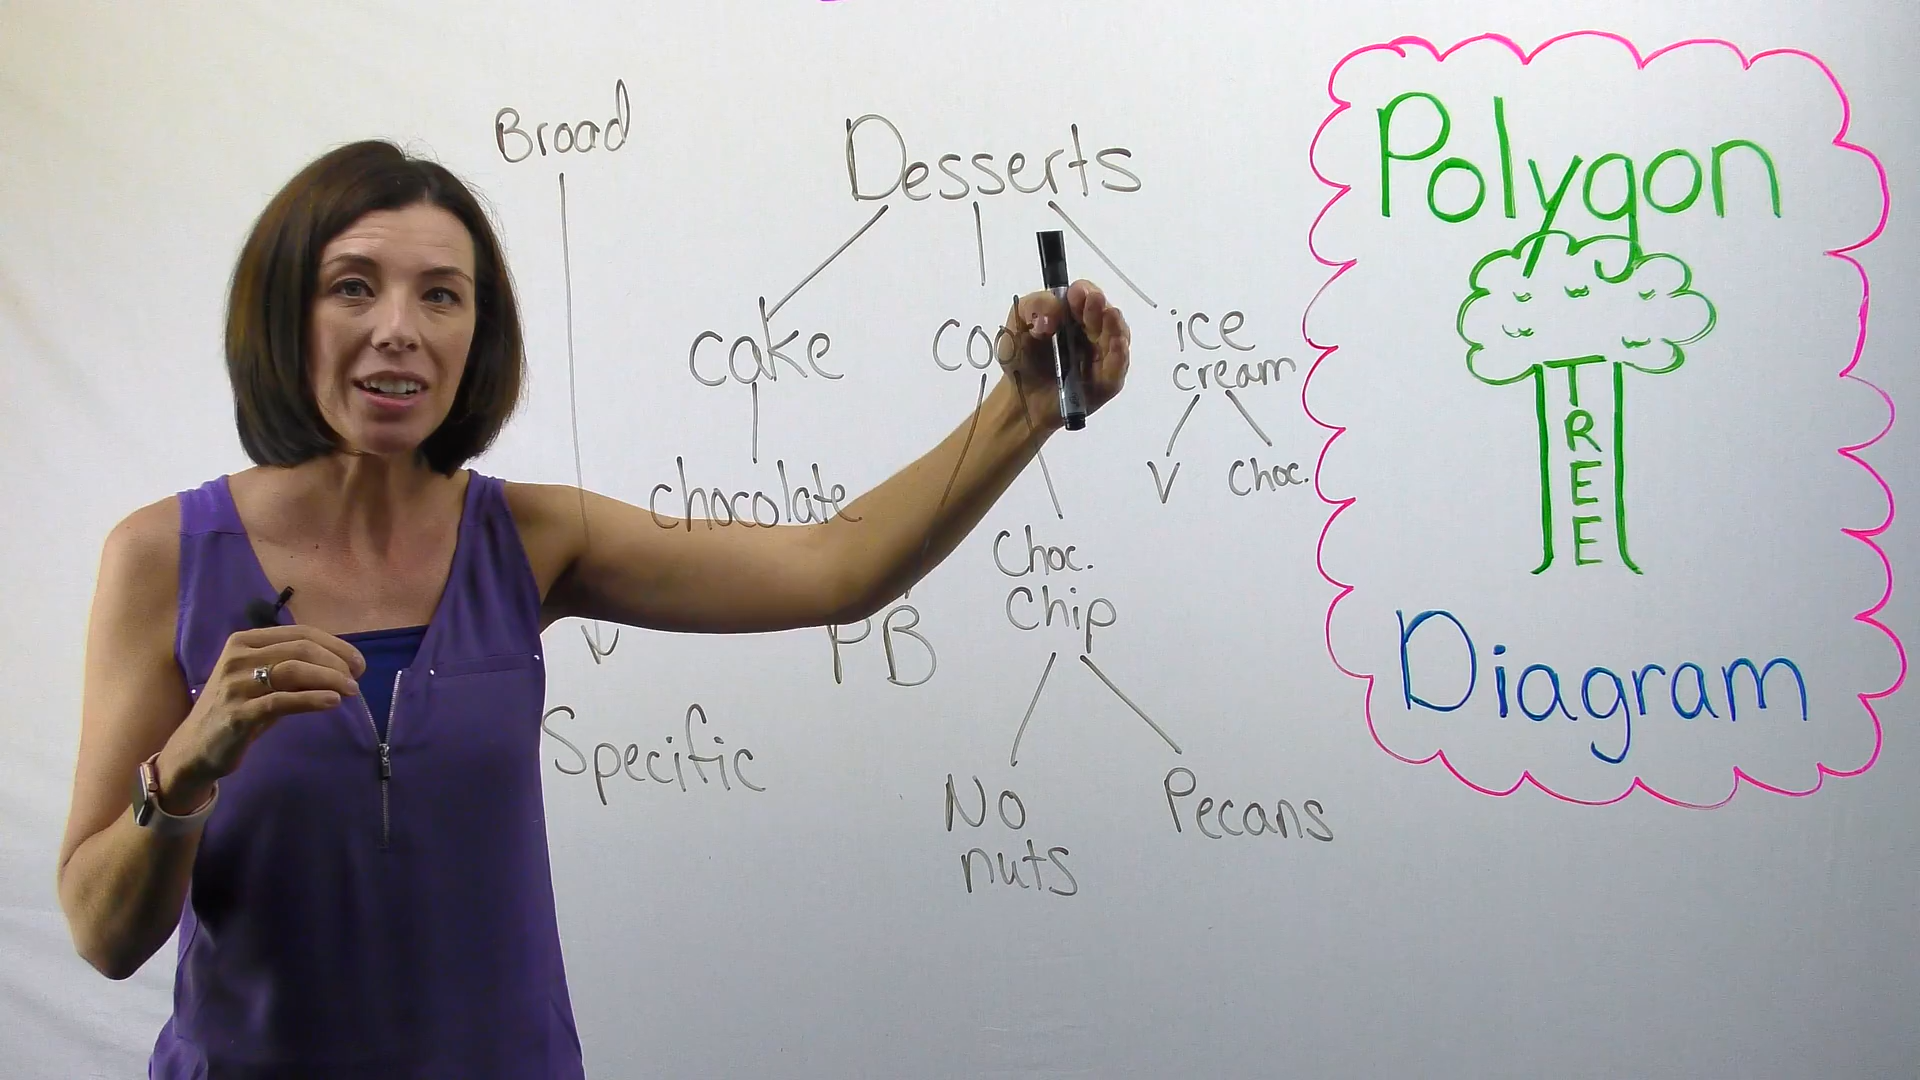 Broad
Desserts
cake
ice
cream
chocolate
V
Choc.
Choc.
Chip
PB
Specific
No
nuts
Pecans
Polygon
TREE
Diagram